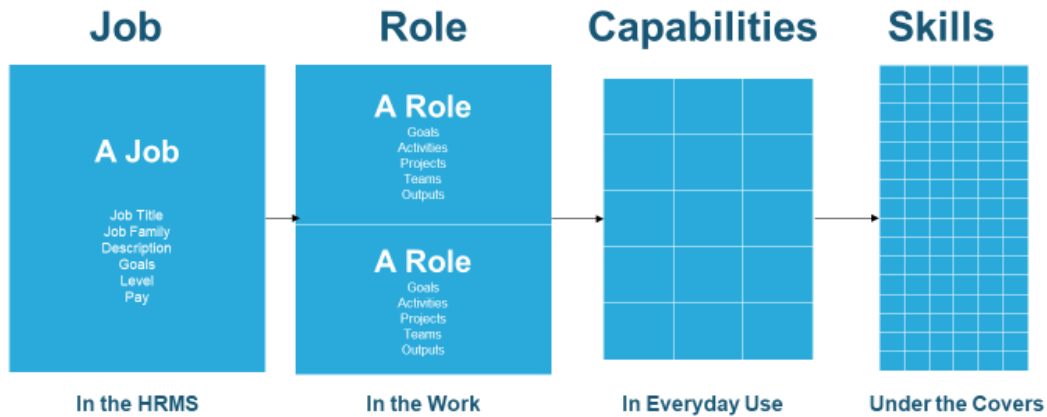 Job
Role
Capabilities
Skills
A Job
Job Title
Job Family
Description
Goals
Level
Pay
A Role
Goals
Activities
Projects
Teams
Outputs
A Role
Goals
Activities
Projects
Teams
Outputs
In the HRMS
In the Work
In Everyday Use
Under the Covers